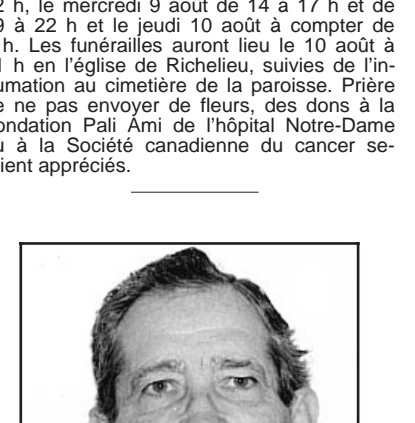 2 h, le mercredi 9 août de 14 à 17 h et de
9 à 22 h et le jeudi 10 août à compter de
h. Les funérailles auront lieu le 10 août à
1 h en l'église de Richelieu, suivies de l'in-
umation au cimetière de la paroisse. Prière
e ne pas envoyer de fleurs, des dons à la
ondation Pali Ami de l'hôpital Notre-Dame
u à la Société canadienne du cancer se-
ient appréciés.